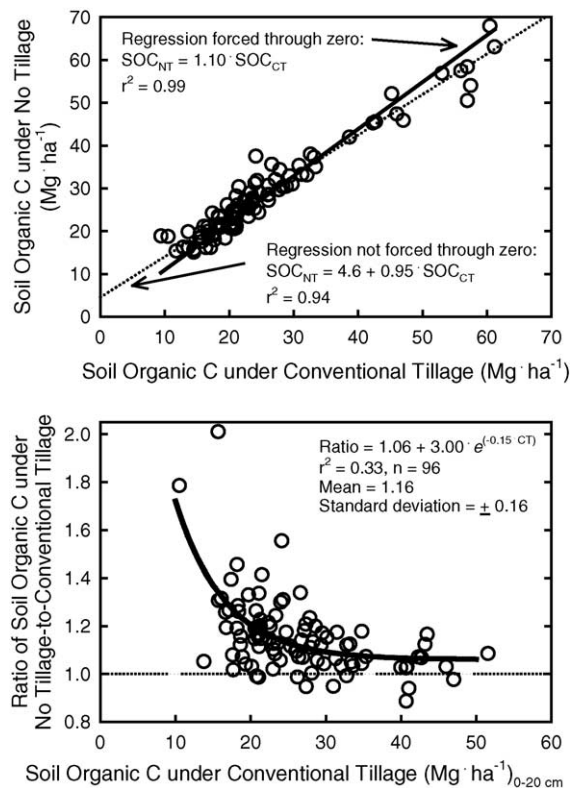 70
60
50
40
30
20
10
0
Soil Organic C under No Tillage
(Mg·ha⁻¹)
Regression forced through zero:
SOC_NT = 1.10·SOC_CT
r² = 0.99
Regression not forced through zero:
SOC_NT = 4.6 + 0.95·SOC_CT
r² = 0.94
0 10 20 30 40 50 60 70
Soil Organic C under Conventional Tillage (Mg·ha⁻¹)
2.0
1.8
1.6
1.4
1.2
1.0
0.8
Ratio of Soil Organic C under
No Tillage-to-Conventional Tillage
Ratio = 1.06 + 3.00·e^(-0.15·CT)
r² = 0.33, n = 96
Mean = 1.16
Standard deviation = ± 0.16
0 10 20 30 40 50 60
Soil Organic C under Conventional Tillage (Mg·ha⁻¹)₀₋₂₀ cm